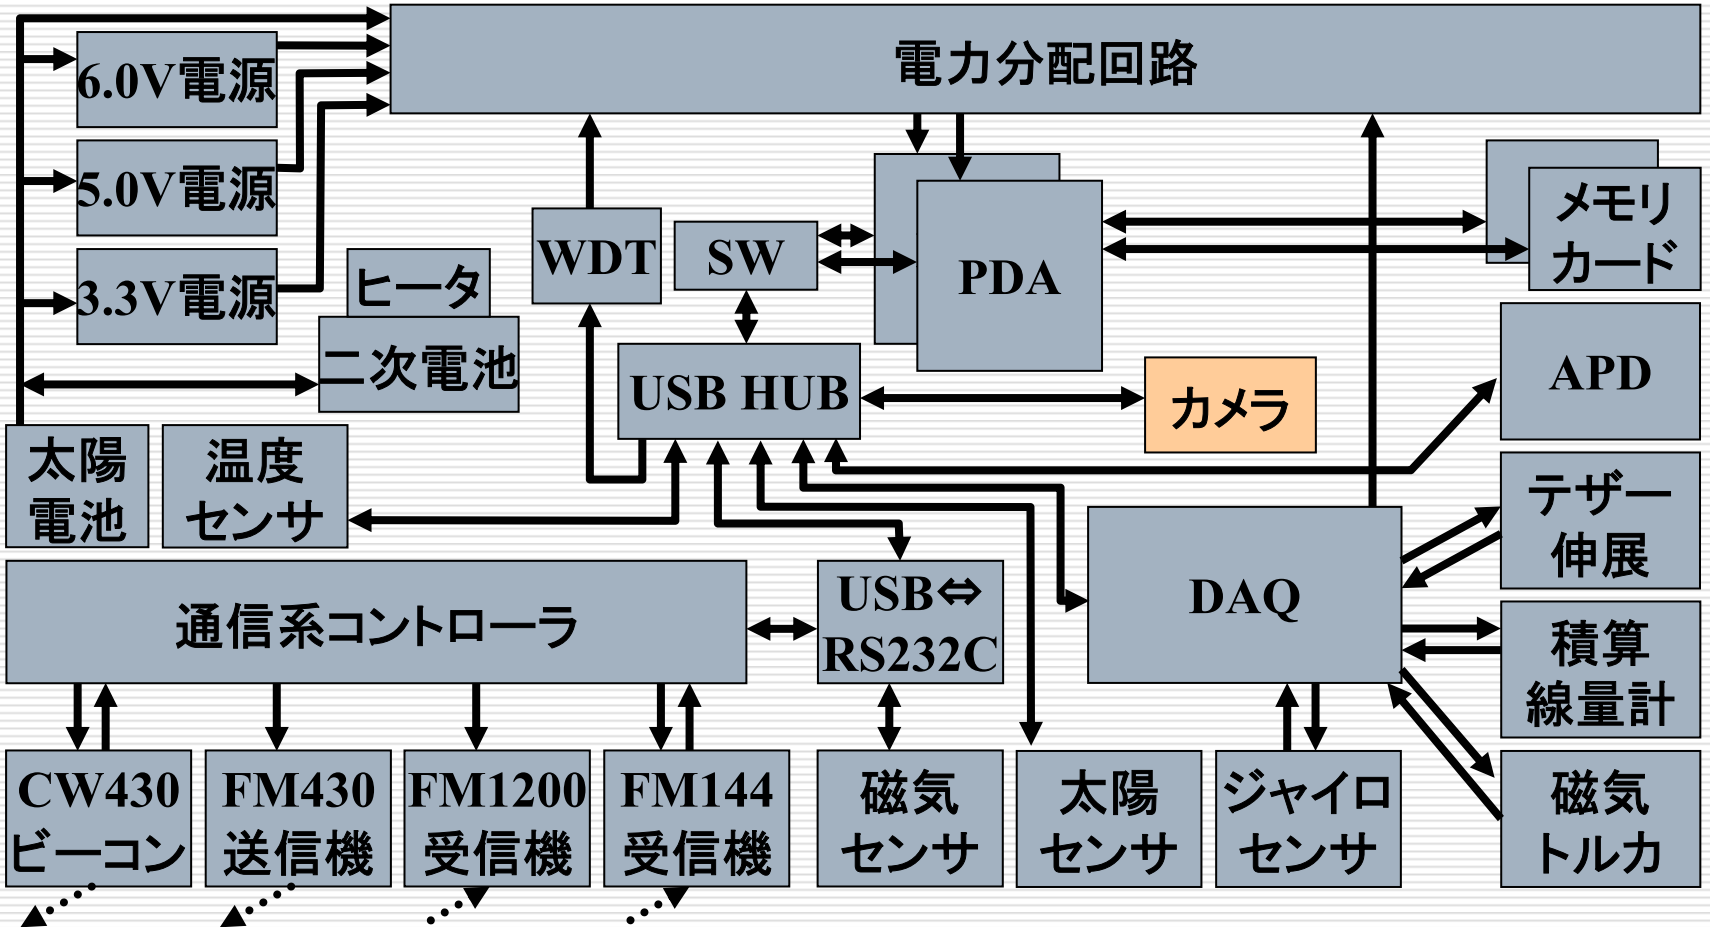 電力分配回路
6.0V電源
5.0V電源
3.3V電源
ヒータ
二次電池
WDT
SW
PDA
メモリ
カード
USB HUB
カメラ
APD
太陽
電池
温度
センサ
テザー
伸展
DAQ
通信系コントローラ
USB⇔
RS232C
積算
線量計
CW430
ビーコン
FM430
送信機
FM1200
受信機
FM144
受信機
磁気
センサ
太陽
センサ
ジャイロ
センサ
磁気
トルカ